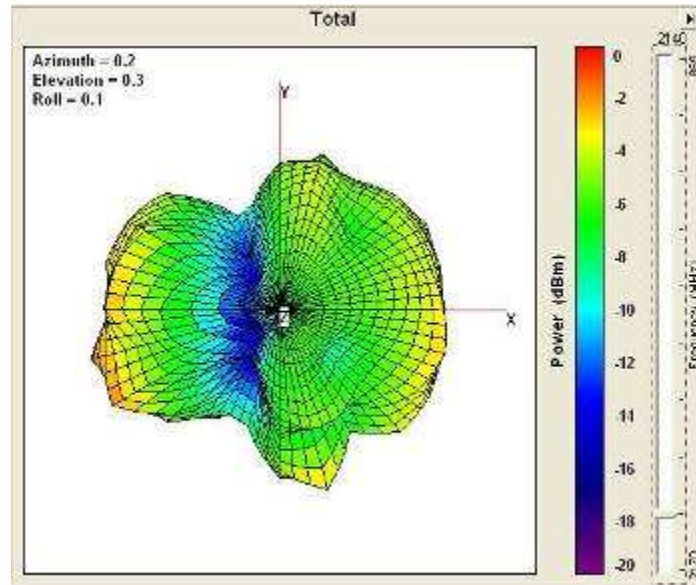 Total
2140
Azimuth = 0.2
Elevation = 0.3
Roll = 0.1
Y
X
Z
Power (dBm)
0
-2
-4
-6
-8
-10
-12
-14
-16
-18
-20